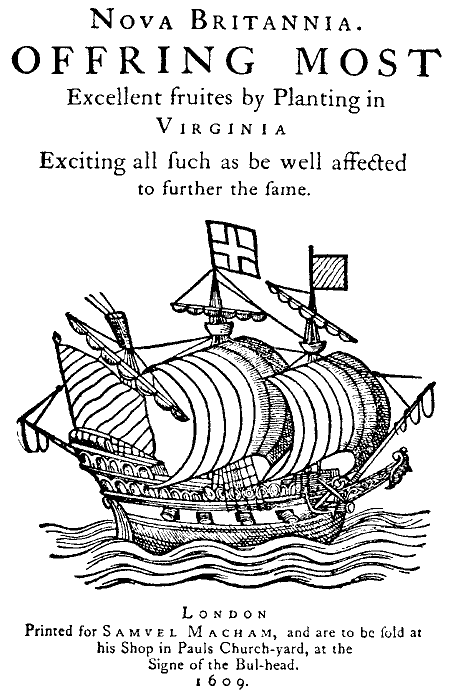 NOVA BRITANNIA.
OFFRING MOST
Excellent fruites by Planting in
VIRGINIA
Exciting all ſuch as be well affected
to further the ſame.
LONDON
Printed for SAMVEL MACHAM, and are to be ſold at
his Shop in Pauls Church-yard, at the
Signe of the Bul-head.
1609.